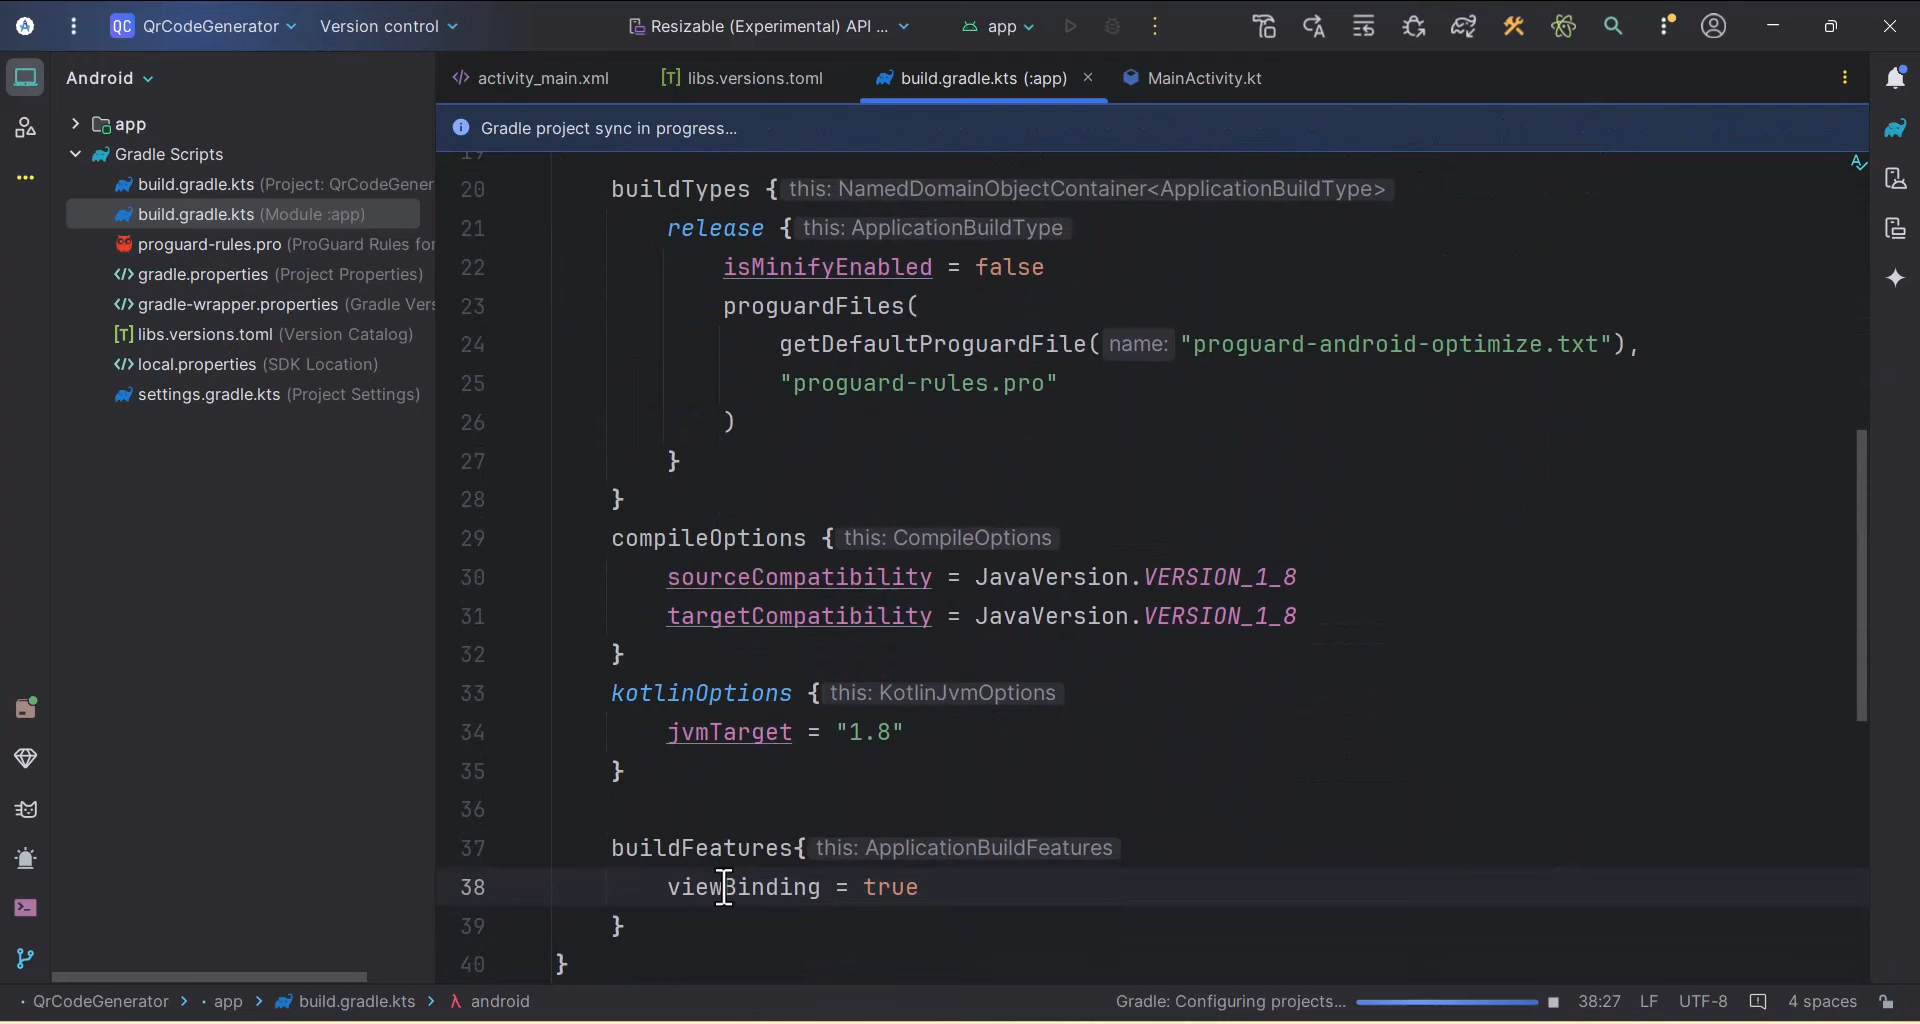 QC QrCodeGenerator Version control Resizable (Experimental) API ... app
Android
activity_main.xml libs.versions.toml build.gradle.kts (:app) MainActivity.kt
Gradle project sync in progress...
app
Gradle Scripts
build.gradle.kts (Project: QrCodeGener
build.gradle.kts (Module :app)
proguard-rules.pro (ProGuard Rules for
gradle.properties (Project Properties)
gradle-wrapper.properties (Gradle Vers
[T] libs.versions.toml (Version Catalog)
local.properties (SDK Location)
settings.gradle.kts (Project Settings)
19
20 buildTypes { this: NamedDomainObjectContainer<ApplicationBuildType>
21 release { this: ApplicationBuildType
22 isMinifyEnabled = false
23 proguardFiles(
24 getDefaultProguardFile( name: "proguard-android-optimize.txt"),
25 "proguard-rules.pro"
26 )
27 }
28 }
29 compileOptions { this: CompileOptions
30 sourceCompatibility = JavaVersion.VERSION_1_8
31 targetCompatibility = JavaVersion.VERSION_1_8
32 }
33 kotlinOptions { this: KotlinJvmOptions
34 jvmTarget = "1.8"
35 }
36
37 buildFeatures{ this: ApplicationBuildFeatures
38 viewBinding = true
39 }
40 }
QrCodeGenerator > app > build.gradle.kts > λ android Gradle: Configuring projects... 38:27 LF UTF-8 4 spaces